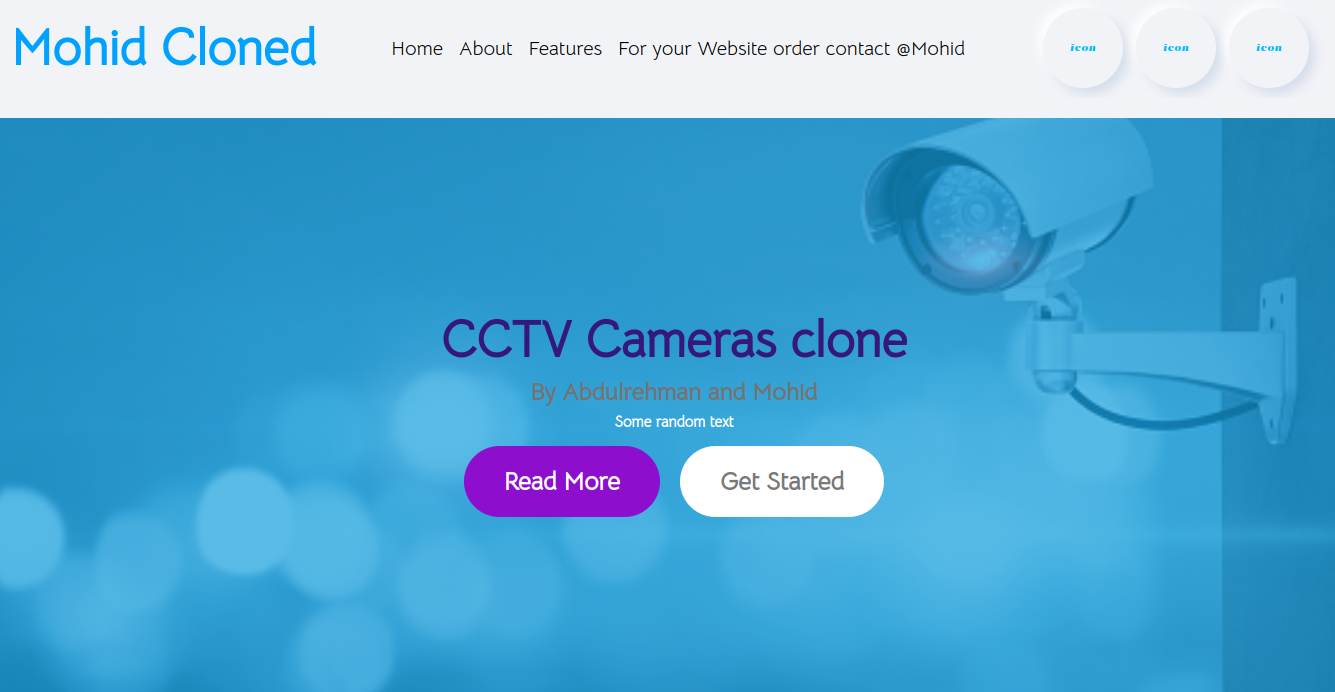 Mohid Cloned
Home About Features For your Website order contact @Mohid
icon icon icon
CCTV Cameras clone
By Abdulrehman and Mohid
Some random text
Read More Get Started